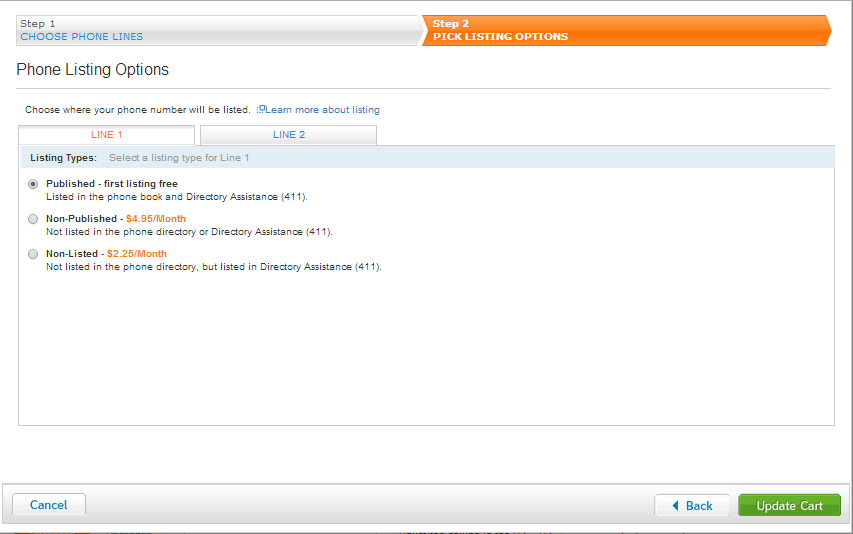 Step 1
CHOOSE PHONE LINES
Step 2
PICK LISTING OPTIONS
Phone Listing Options
Choose where your phone number will be listed. Learn more about listing
LINE 1
LINE 2
Listing Types: Select a listing type for Line 1
Published - first listing free
Listed in the phone book and Directory Assistance (411).
Non-Published - $4.95/Month
Not listed in the phone directory or Directory Assistance (411).
Non-Listed - $2.25/Month
Not listed in the phone directory, but listed in Directory Assistance (411).
Cancel
Back
Update Cart